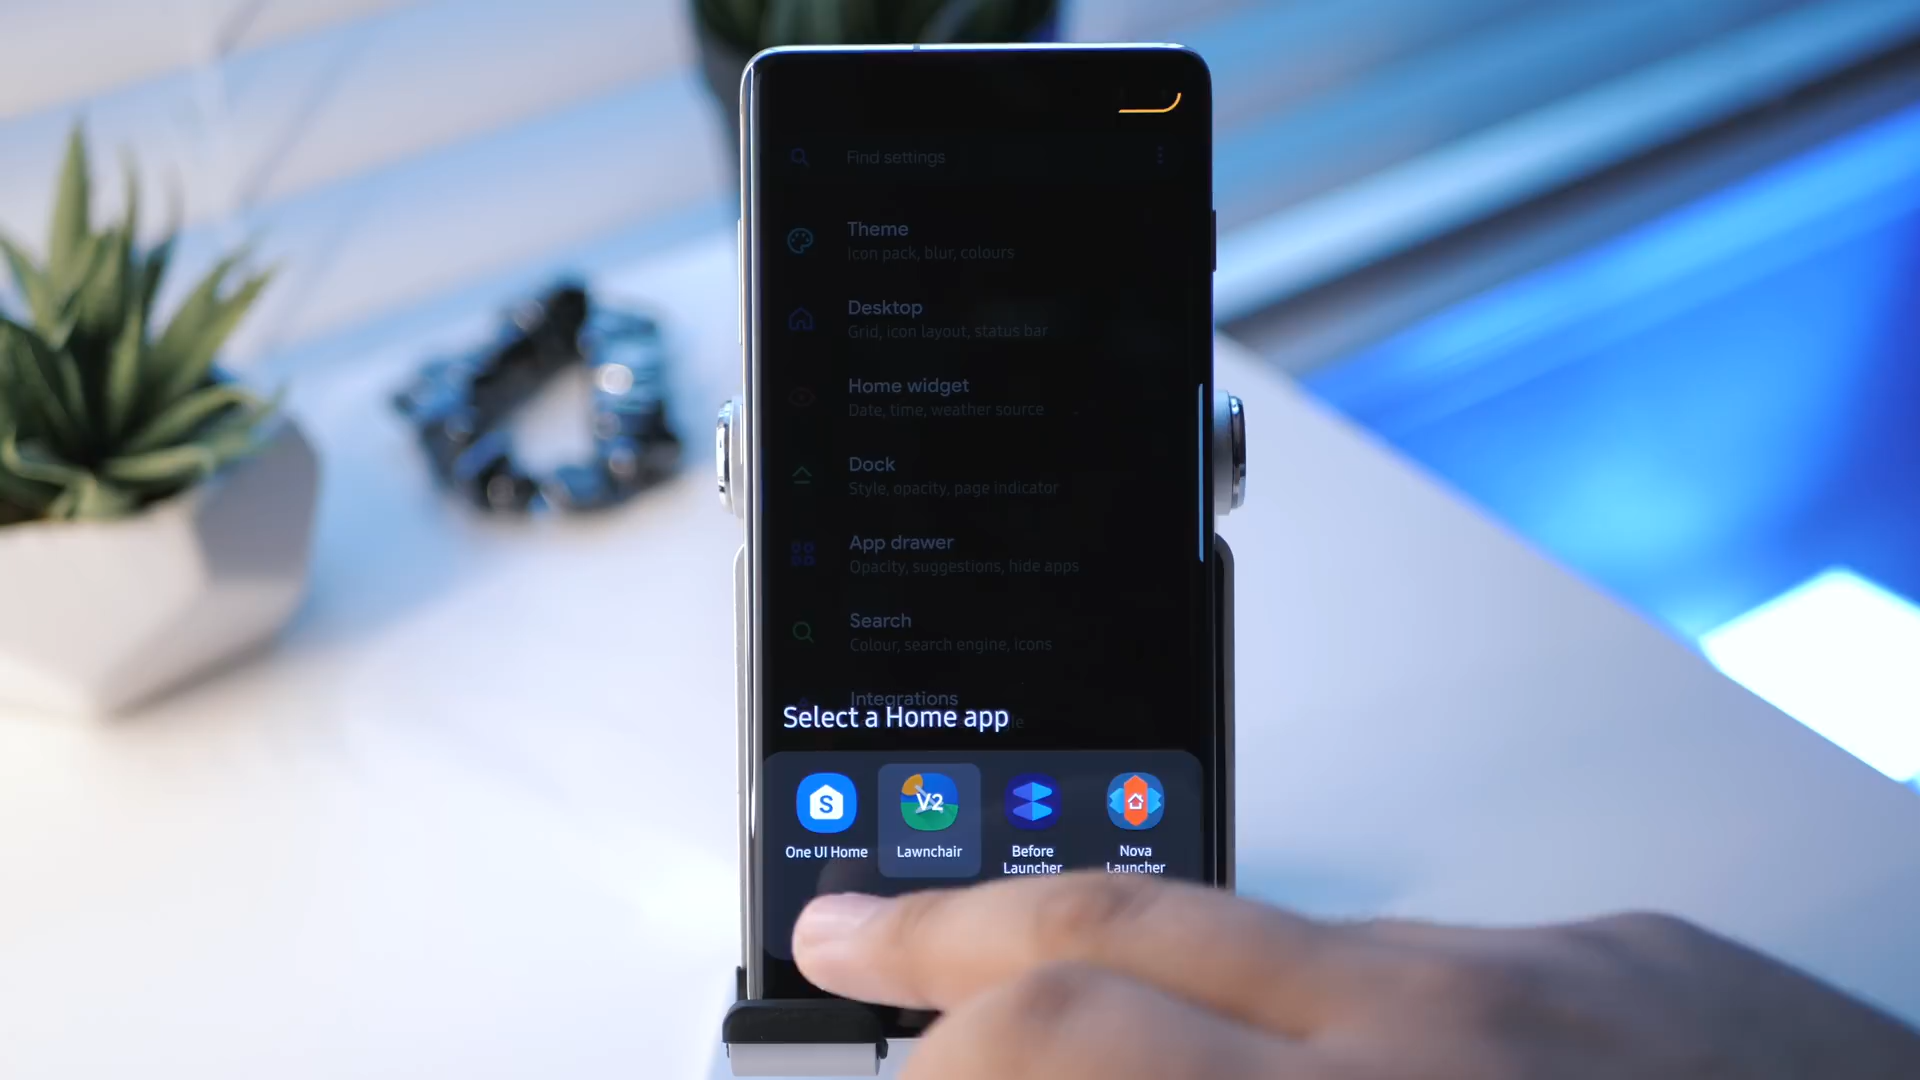 Find settings
Theme
Icon pack, blur, colours
Desktop
Grid, icon layout, status bar
Home widget
Date, time, weather source
Dock
Style, opacity, page indicator
App drawer
Opacity, suggestions, hide apps
Search
Colour, search engine, icons
Integrations
Select a Home app
S
V2
One UI Home
Lawnchair
Before
Launcher
Nova
Launcher